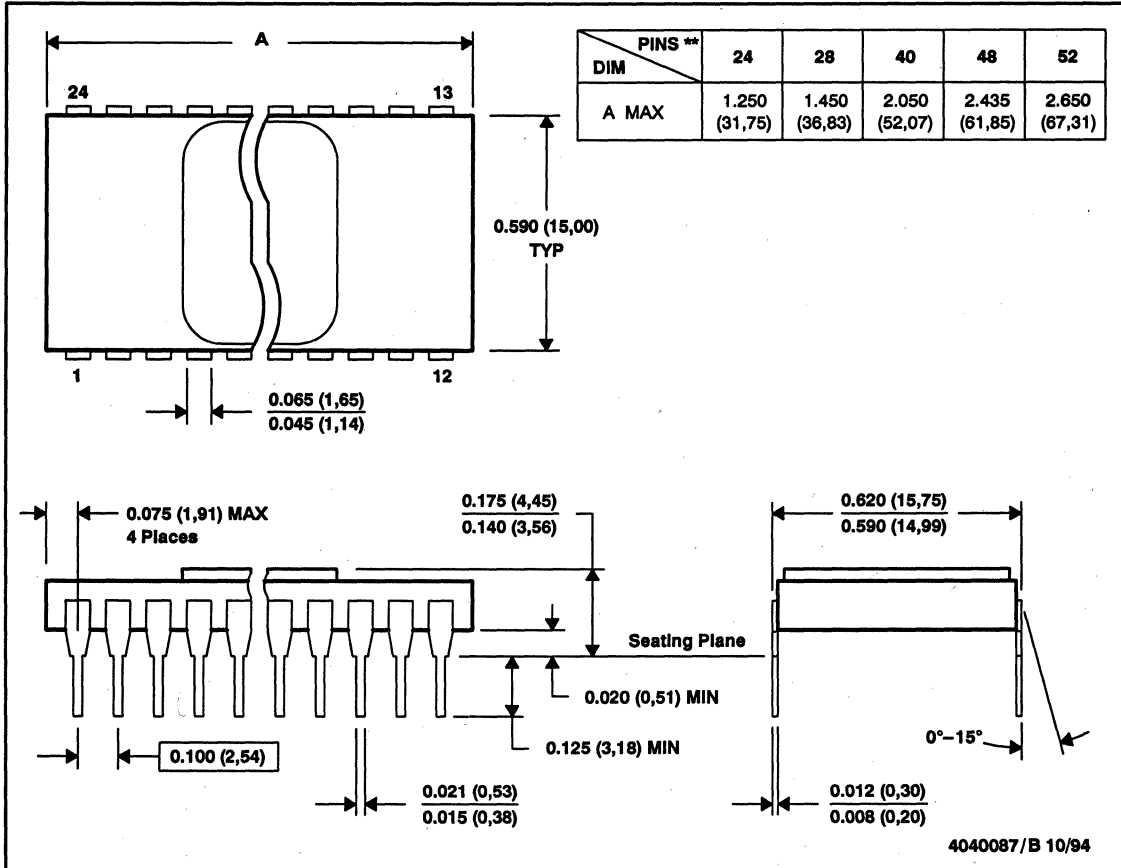 A
24 13
1 12
0.590 (15,00)
TYP
0.065 (1,65)
0.045 (1,14)
PINS ** 24 28 40 48 52
DIM
A MAX 1.250 1.450 2.050 2.435 2.650
(31,75) (36,83) (52,07) (61,85) (67,31)
0.075 (1,91) MAX
4 Places
0.175 (4,45)
0.140 (3,56)
Seating Plane
0.020 (0,51) MIN
0.125 (3,18) MIN
0.100 (2,54)
0.021 (0,53)
0.015 (0,38)
0.620 (15,75)
0.590 (14,99)
0°–15°
0.012 (0,30)
0.008 (0,20)
4040087/B 10/94